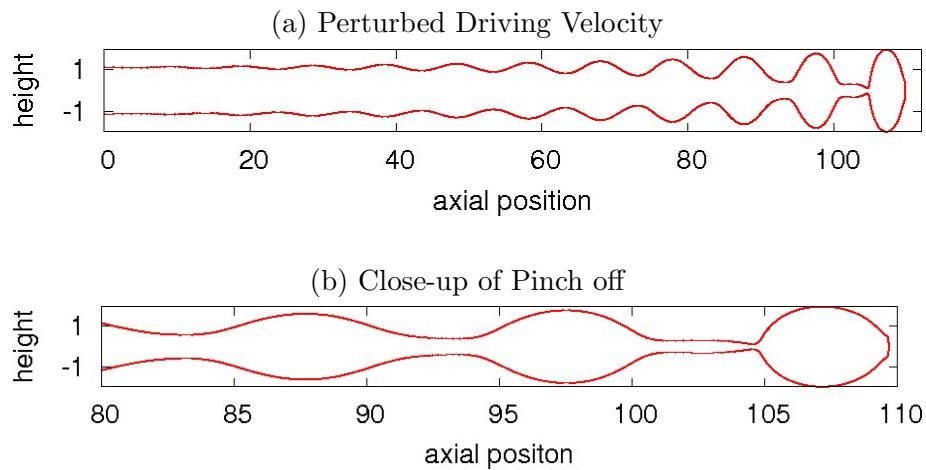 (a) Perturbed Driving Velocity
height
1
-1
0 20 40 60 80 100
axial position
(b) Close-up of Pinch off
height
1
-1
80 85 90 95 100 105 110
axial positon